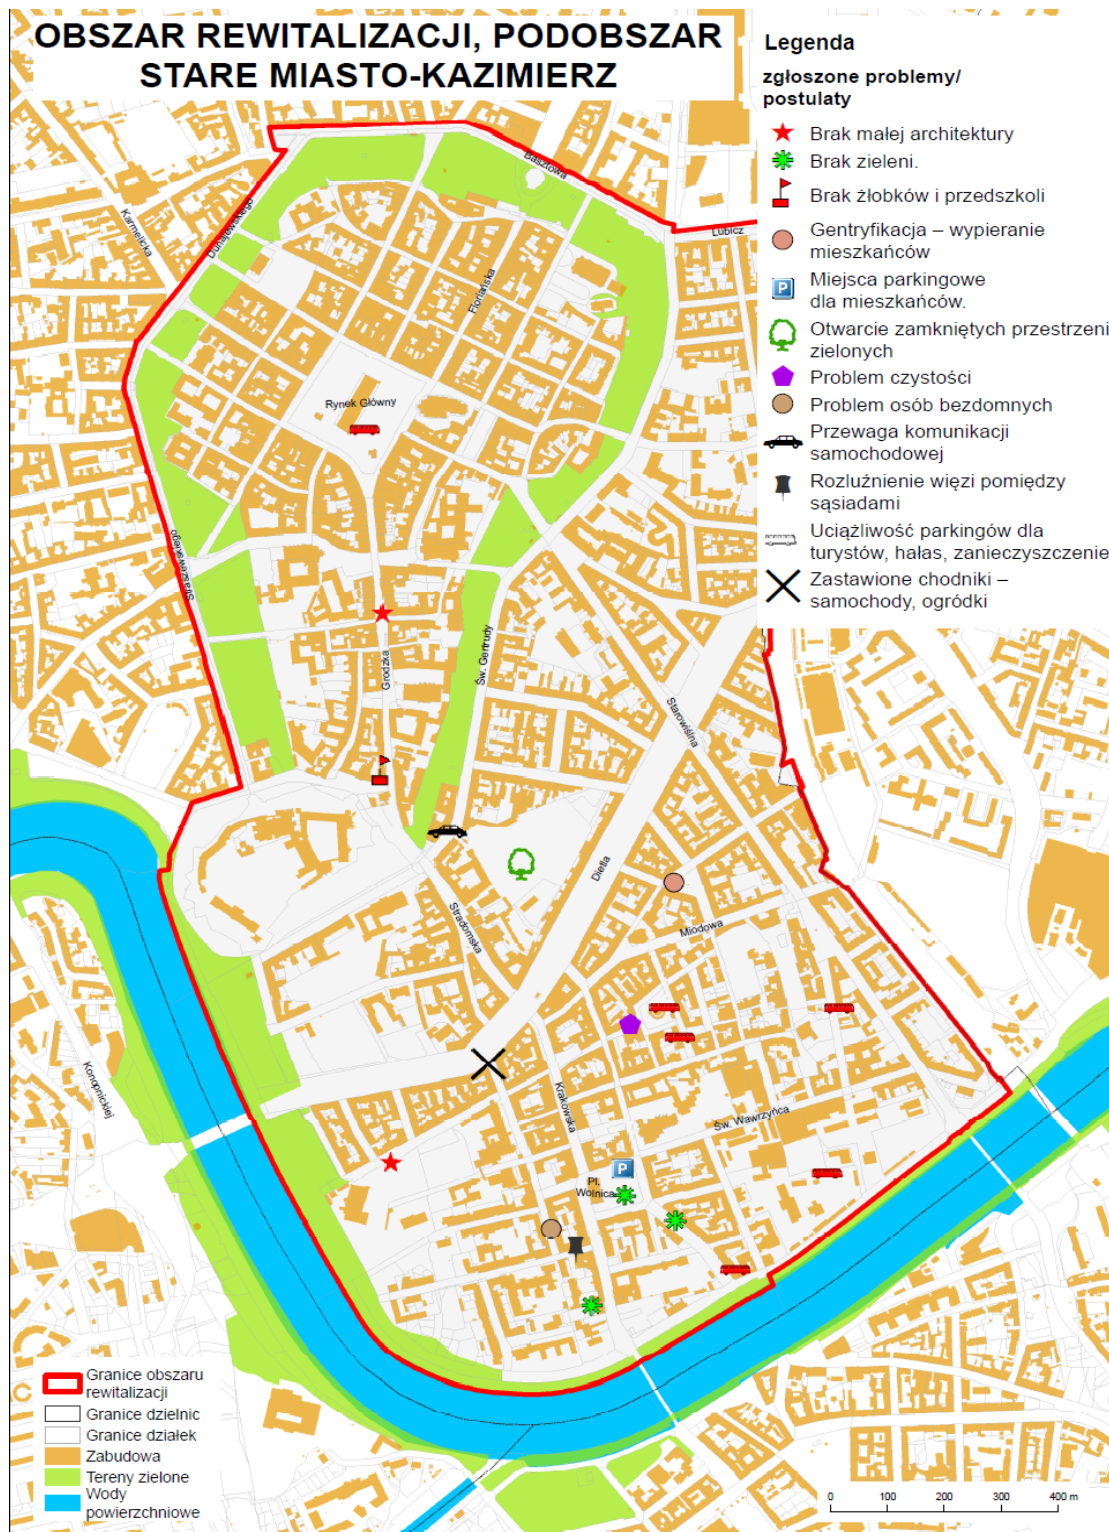 OBSZAR REWITALIZACJI, PODOBSZAR
STARE MIASTO-KAZIMIERZ
Legenda
zgłoszone problemy/
postulaty
Brak małej architektury
Brak zieleni.
Brak żłobków i przedszkoli
Gentryfikacja – wypieranie
mieszkańców
Miejsca parkingowe
dla mieszkańców.
Otwarcie zamkniętych przestrzeni
zielonych
Problem czystości
Problem osób bezdomnych
Przewaga komunikacji
samochodowej
Rozluźnienie więzi pomiędzy
sąsiadami
Uciążliwość parkingów dla
turystów, hałas, zanieczyszczenie
Zastawione chodniki –
samochody, ogródki
Basztowa
Lubicz
Karmelicka
Dunajewskiego
Floriańska
Rynek Główny
Straszewskiego
Grodzka
Św. Gertrudy
Starowiślna
Dietla
Stradomska
Miodowa
Konopnickiej
Krakowska
Św. Wawrzyńca
P
Pl.
Wolnica
Granice obszaru
rewitalizacji
Granice dzielnic
Granice działek
Zabudowa
Tereny zielone
Wody
powierzchniowe
0 100 200 300 400 m